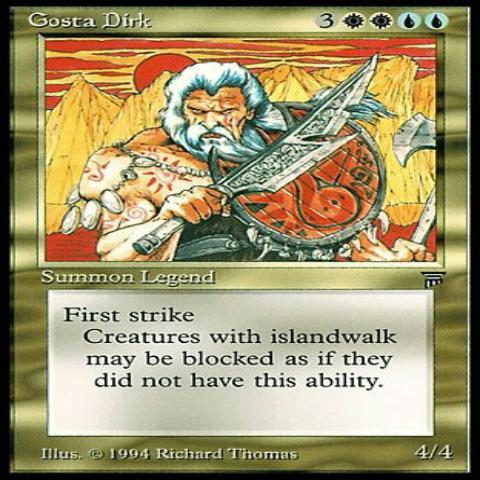 Gosta Dirk 3
Summon Legend
First strike
Creatures with islandwalk
may be blocked as if they
did not have this ability.
Illus. © 1994 Richard Thomas 4/4